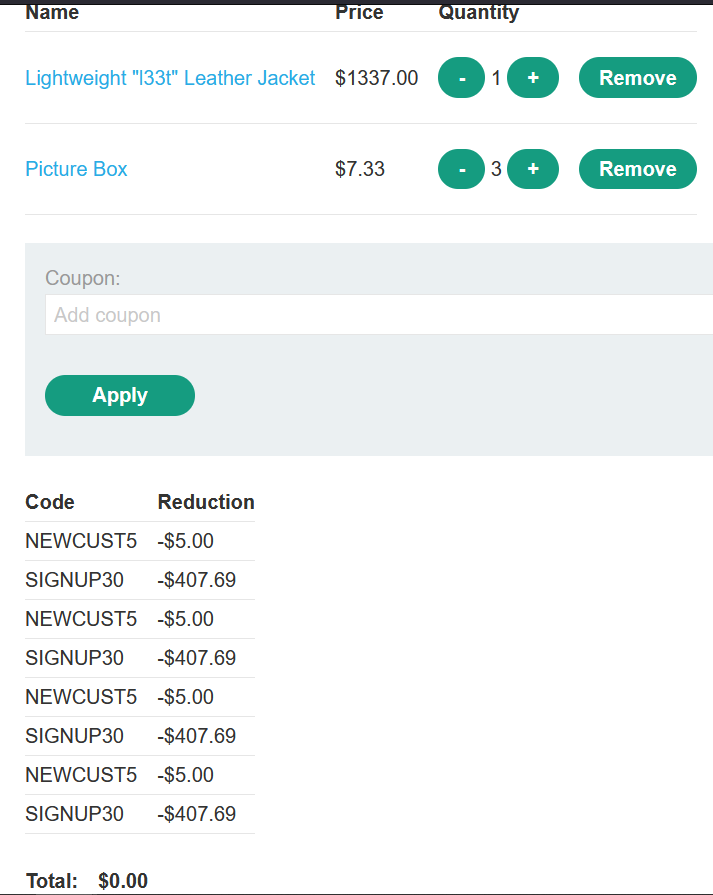 Name Price Quantity
Lightweight "l33t" Leather Jacket $1337.00 - 1 + Remove
Picture Box $7.33 - 3 + Remove
Coupon:
Add coupon
Apply
Code Reduction
NEWCUST5 -$5.00
SIGNUP30 -$407.69
NEWCUST5 -$5.00
SIGNUP30 -$407.69
NEWCUST5 -$5.00
SIGNUP30 -$407.69
NEWCUST5 -$5.00
SIGNUP30 -$407.69
Total: $0.00